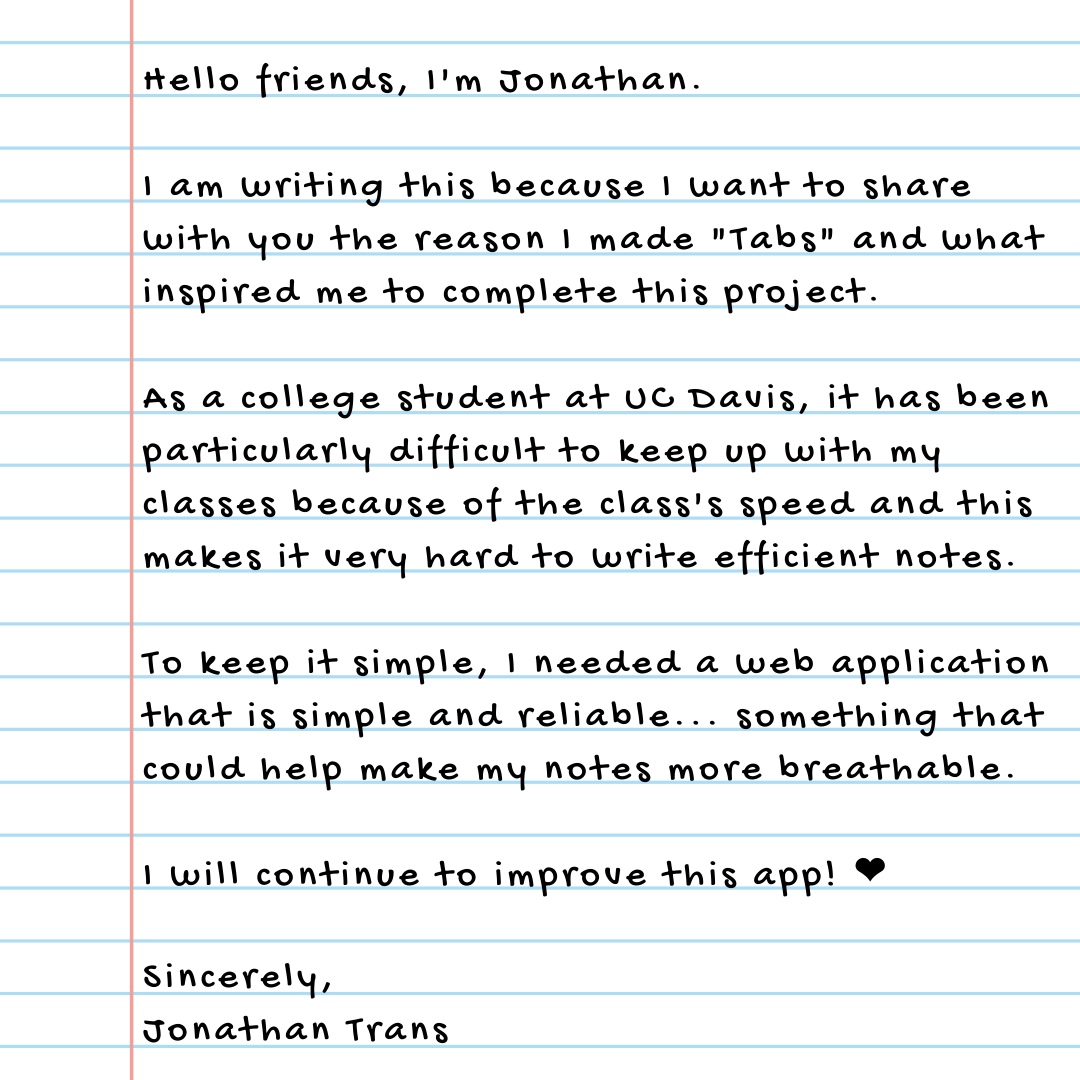 Hello friends, I'm Jonathan.
I am writing this because I want to share
with you the reason I made "Tabs" and what
inspired me to complete this project.
As a college student at UC Davis, it has been
particularly difficult to keep up with my
classes because of the class's speed and this
makes it very hard to write efficient notes.
To keep it simple, I needed a web application
that is simple and reliable... something that
could help make my notes more breathable.
I will continue to improve this app! ❤
Sincerely,
Jonathan Trans